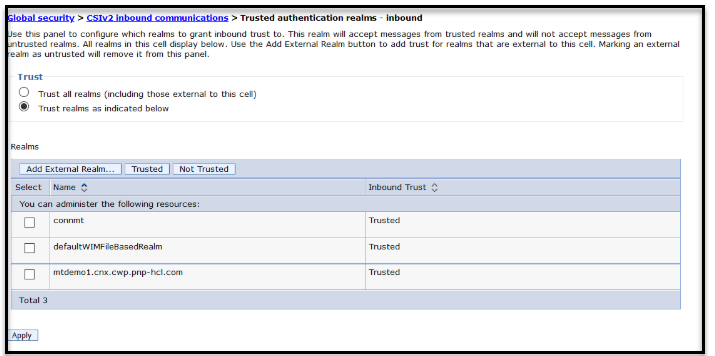 Global security > CSIv2 inbound communications > Trusted authentication realms - inbound
Use this panel to configure which realms to grant inbound trust to. This realm will accept messages from trusted realms and will not accept messages from
untrusted realms. All realms in this cell display below. Use the Add External Realm button to add trust for realms that are external to this cell. Marking an external
realm as untrusted will remove it from this panel.
Trust
Trust all realms (including those external to this cell)
Trust realms as indicated below
Realms
Add External Realm... Trusted Not Trusted
Select Name Inbound Trust
You can administer the following resources:
connmt Trusted
defaultWIMFileBasedRealm Trusted
mtdemo1.cnx.cwp.pnp-hcl.com Trusted
Total 3
Apply